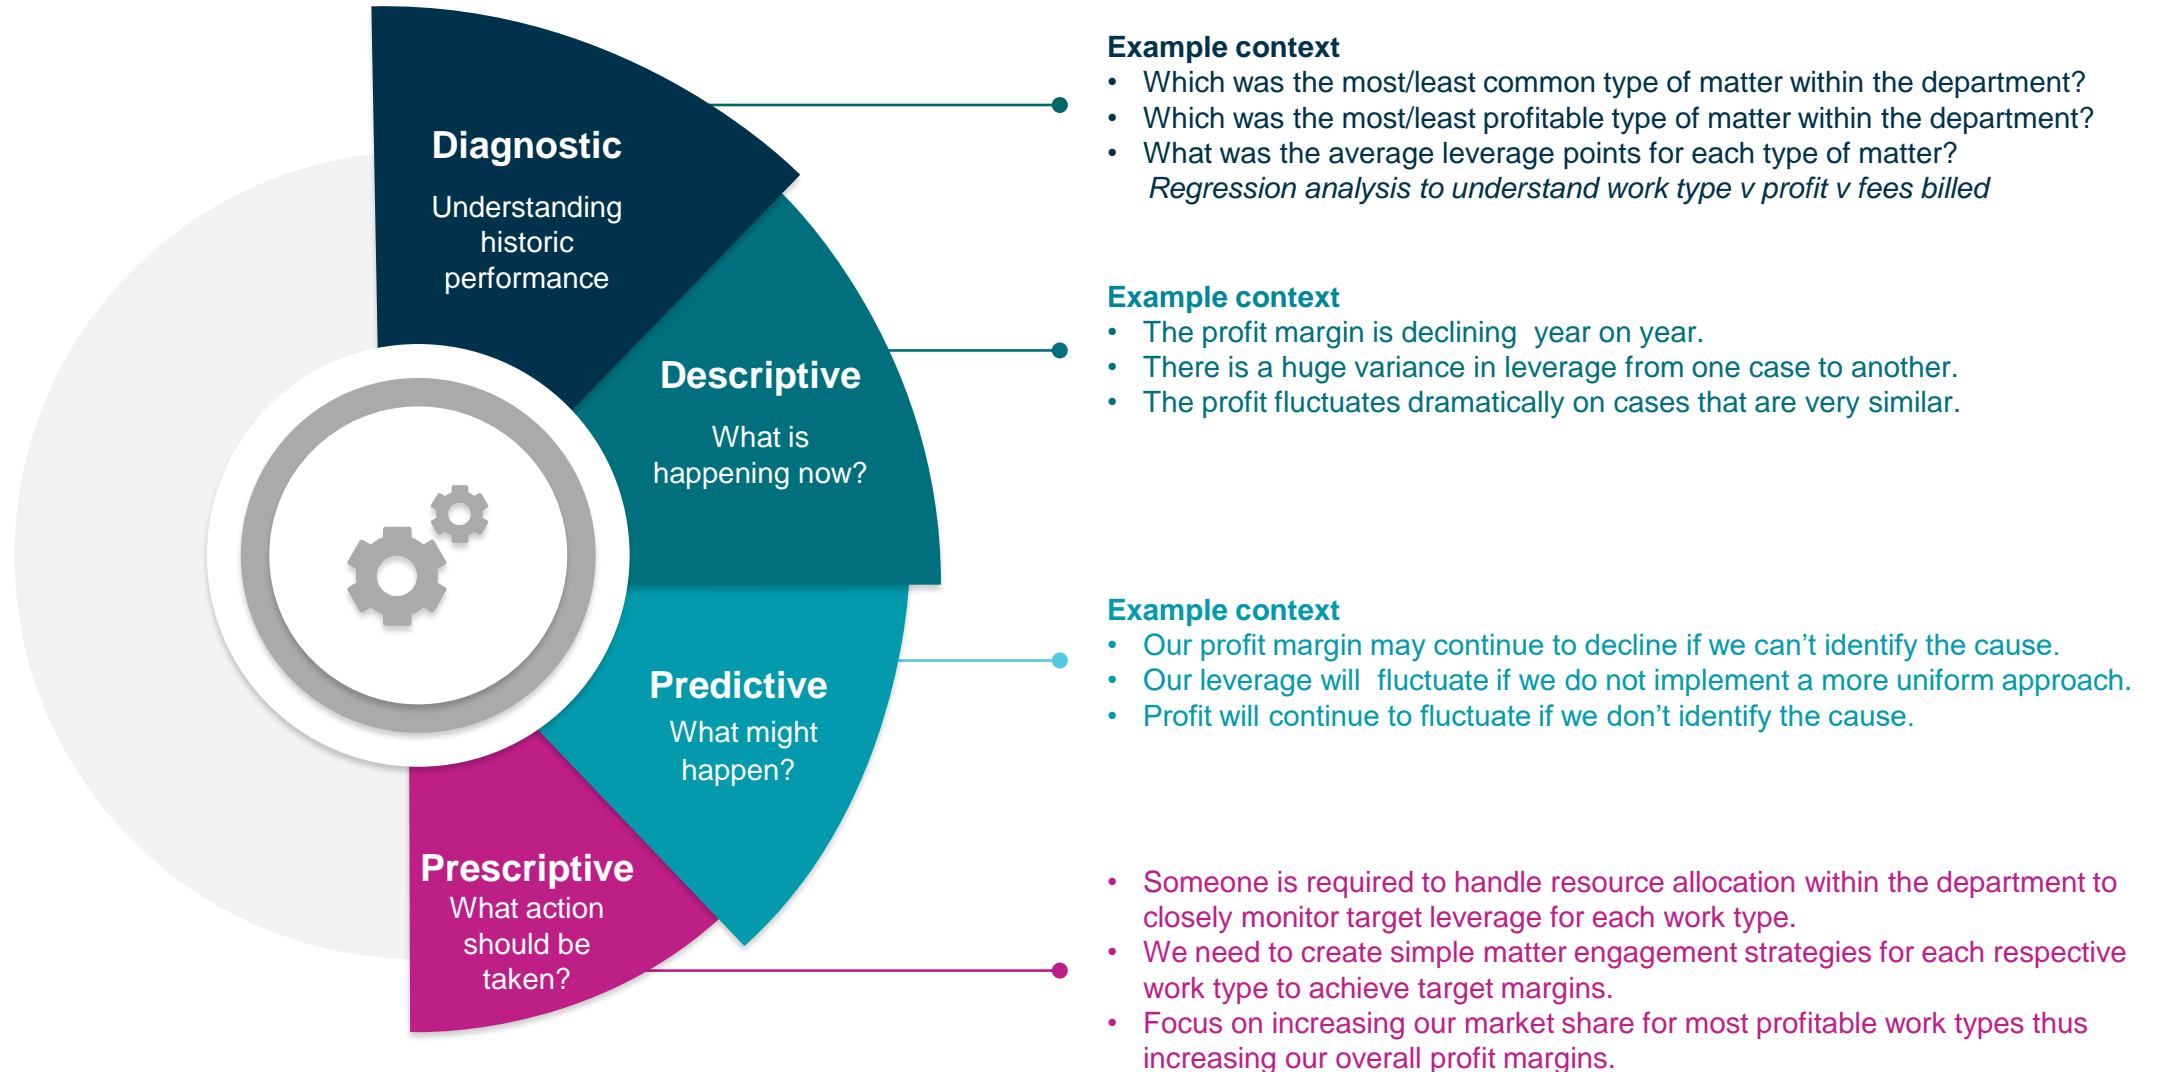 Diagnostic
Understanding
historic
performance
Example context
• Which was the most/least common type of matter within the department?
• Which was the most/least profitable type of matter within the department?
• What was the average leverage points for each type of matter?
Regression analysis to understand work type v profit v fees billed
Descriptive
What is
happening now?
Example context
• The profit margin is declining  year on year.
• There is a huge variance in leverage from one case to another.
• The profit fluctuates dramatically on cases that are very similar.
Predictive
What might
happen?
Example context
• Our profit margin may continue to decline if we can’t identify the cause.
• Our leverage will  fluctuate if we do not implement a more uniform approach.
• Profit will continue to fluctuate if we don’t identify the cause.
Prescriptive
What action
should be
taken?
• Someone is required to handle resource allocation within the department to
closely monitor target leverage for each work type.
• We need to create simple matter engagement strategies for each respective
work type to achieve target margins.
• Focus on increasing our market share for most profitable work types thus
increasing our overall profit margins.